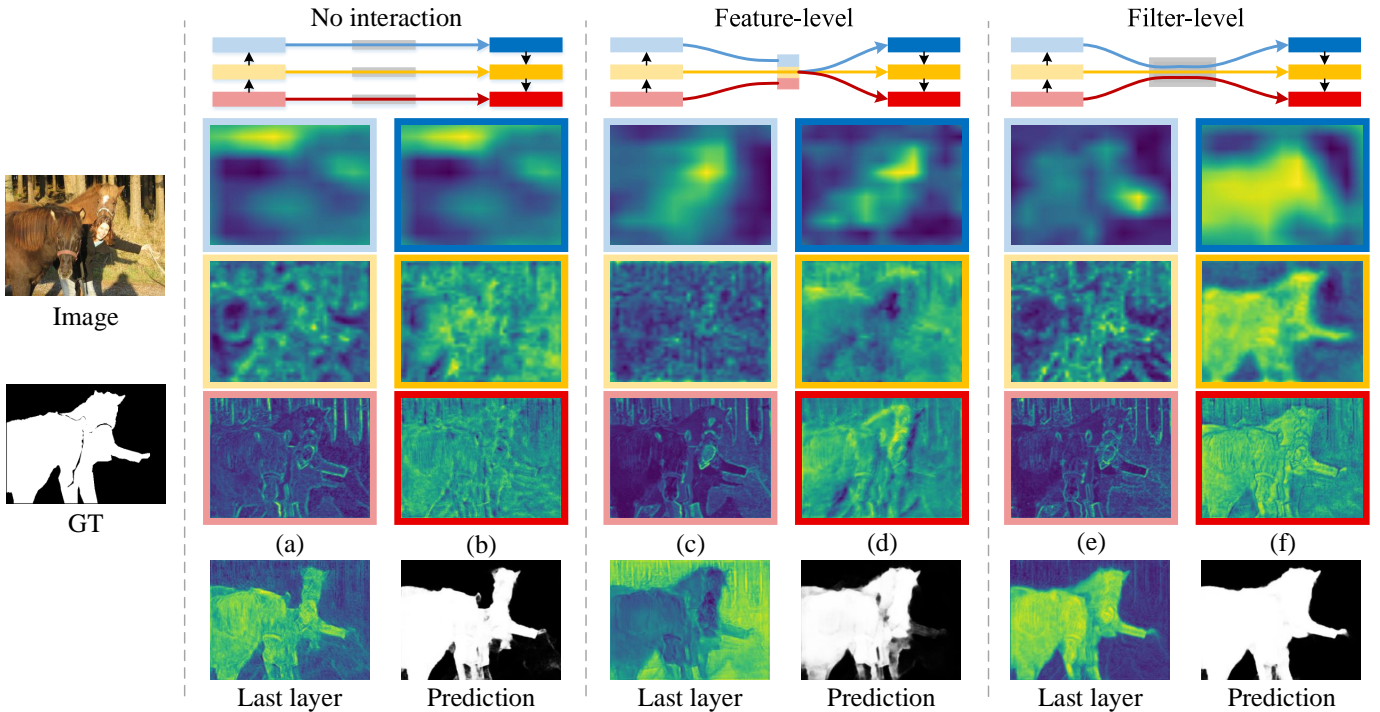 No interaction
Feature-level
Filter-level
Image
GT
(a)
(b)
(c)
(d)
(e)
(f)
Last layer
Prediction
Last layer
Prediction
Last layer
Prediction